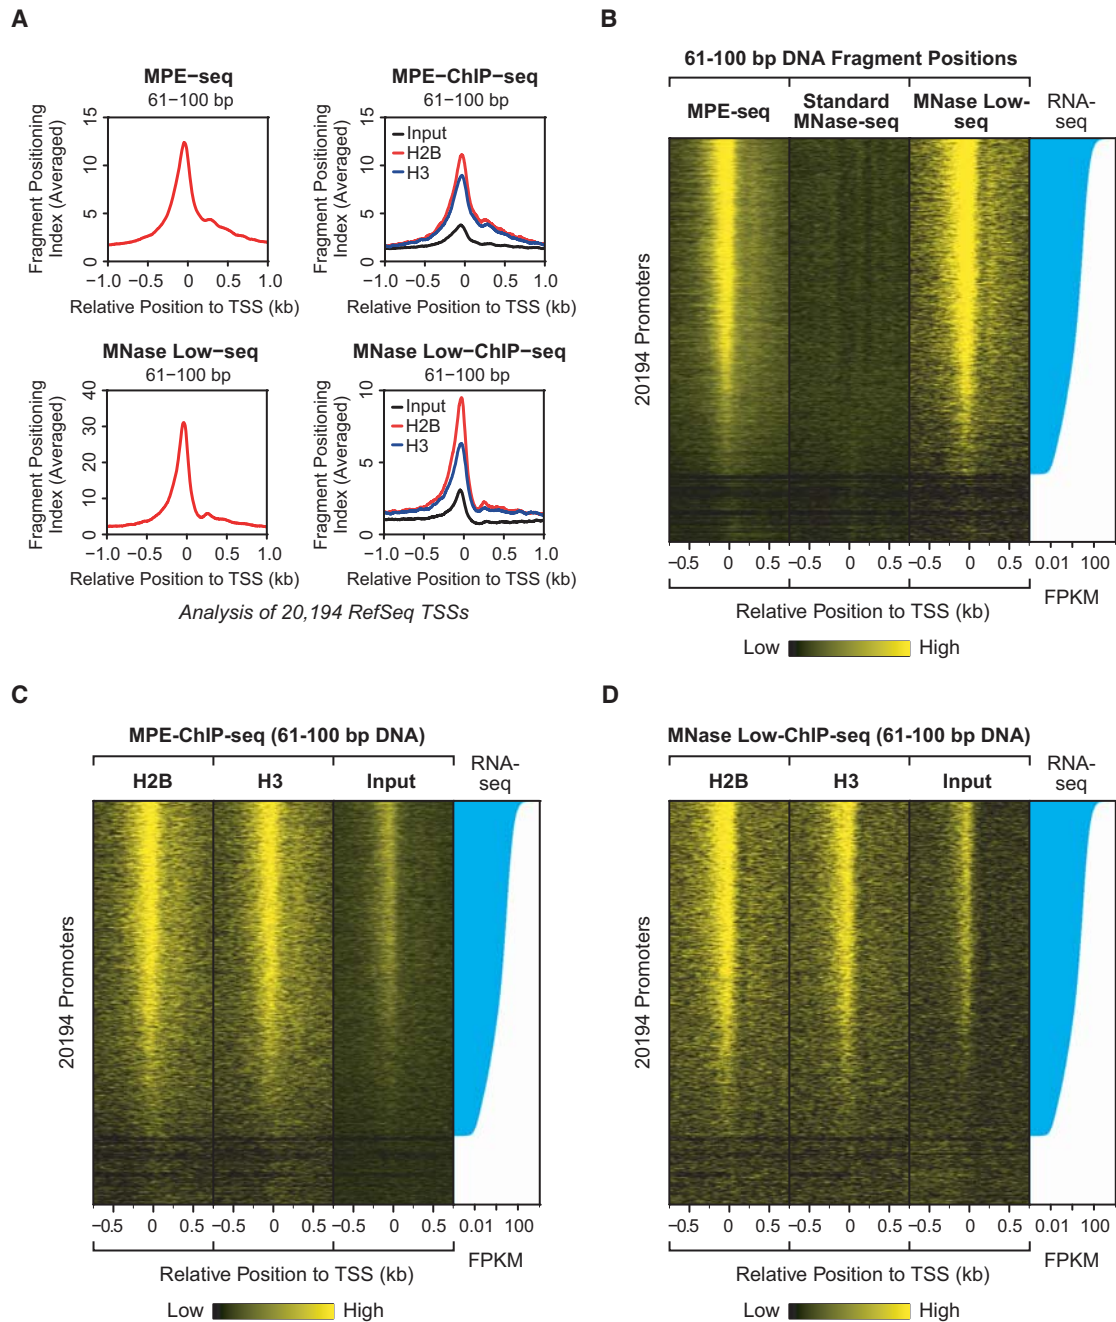 A
MPE−seq
61−100 bp
Fragment Positioning
Index (Averaged)
15
10
5
0
−1.0 −0.5 0 0.5 1.0
Relative Position to TSS (kb)
MPE−ChIP−seq
61−100 bp
Fragment Positioning
Index (Averaged)
15
10
5
0
Input
H2B
H3
−1.0 −0.5 0 0.5 1.0
Relative Position to TSS (kb)
MNase Low−seq
61−100 bp
Fragment Positioning
Index (Averaged)
40
30
20
10
0
−1.0 −0.5 0 0.5 1.0
Relative Position to TSS (kb)
MNase Low−ChIP−seq
61−100 bp
Fragment Positioning
Index (Averaged)
10
5
0
Input
H2B
H3
−1.0 −0.5 0 0.5 1.0
Relative Position to TSS (kb)
Analysis of 20,194 RefSeq TSSs
B
61-100 bp DNA Fragment Positions
MPE-seq
Standard
MNase-seq
MNase Low-
seq
RNA-
seq
20194 Promoters
−0.5 0 0.5 −0.5 0 0.5 −0.5 0 0.5 0.01 100
Relative Position to TSS (kb)
FPKM
Low High
C
MPE-ChIP-seq (61-100 bp DNA)
H2B H3 Input
RNA-
seq
20194 Promoters
−0.5 0 0.5 −0.5 0 0.5 −0.5 0 0.5 0.01 100
Relative Position to TSS (kb)
FPKM
Low High
D
MNase Low-ChIP-seq (61-100 bp DNA)
H2B H3 Input
RNA-
seq
20194 Promoters
−0.5 0 0.5 −0.5 0 0.5 −0.5 0 0.5 0.01 100
Relative Position to TSS (kb)
FPKM
Low High